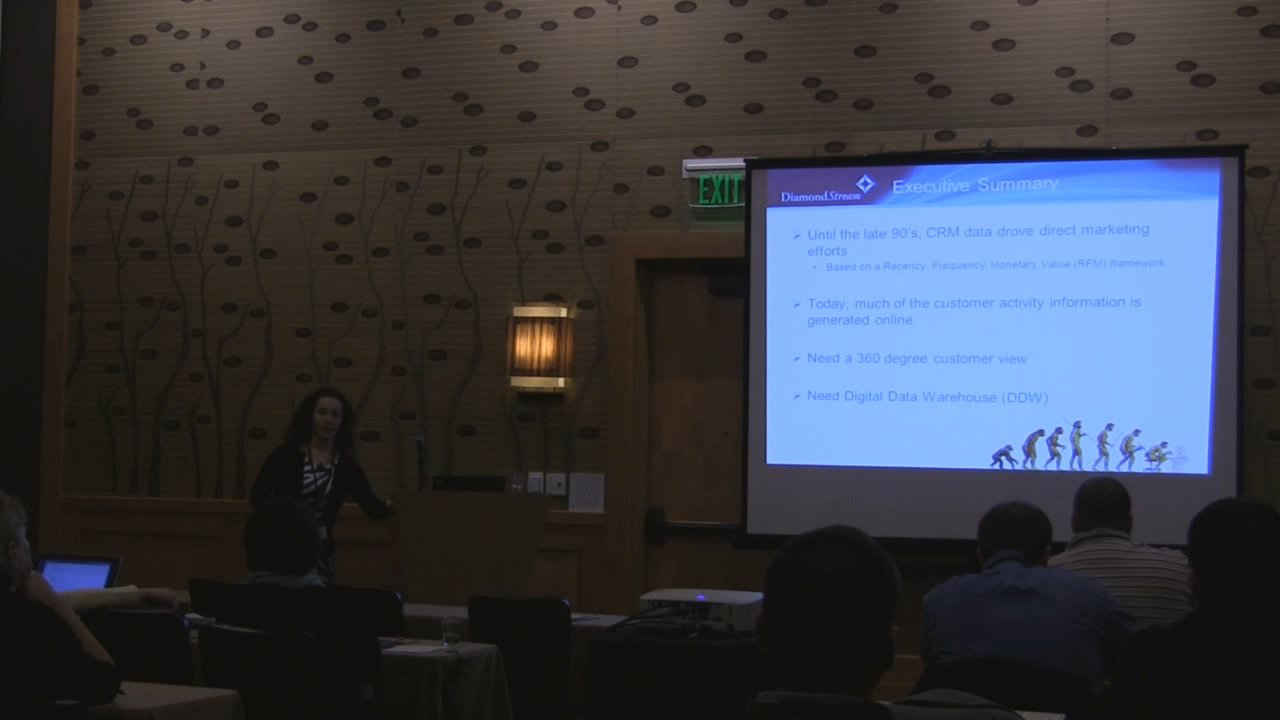 EXIT
DiamondStream
Executive Summary
Until the late 90's, CRM data drove direct marketing
efforts
Based on a Recency, Frequency, Monetary Value (RFM) framework
Today, much of the customer activity information is
generated online
Need a 360 degree customer view
Need Digital Data Warehouse (DDW)